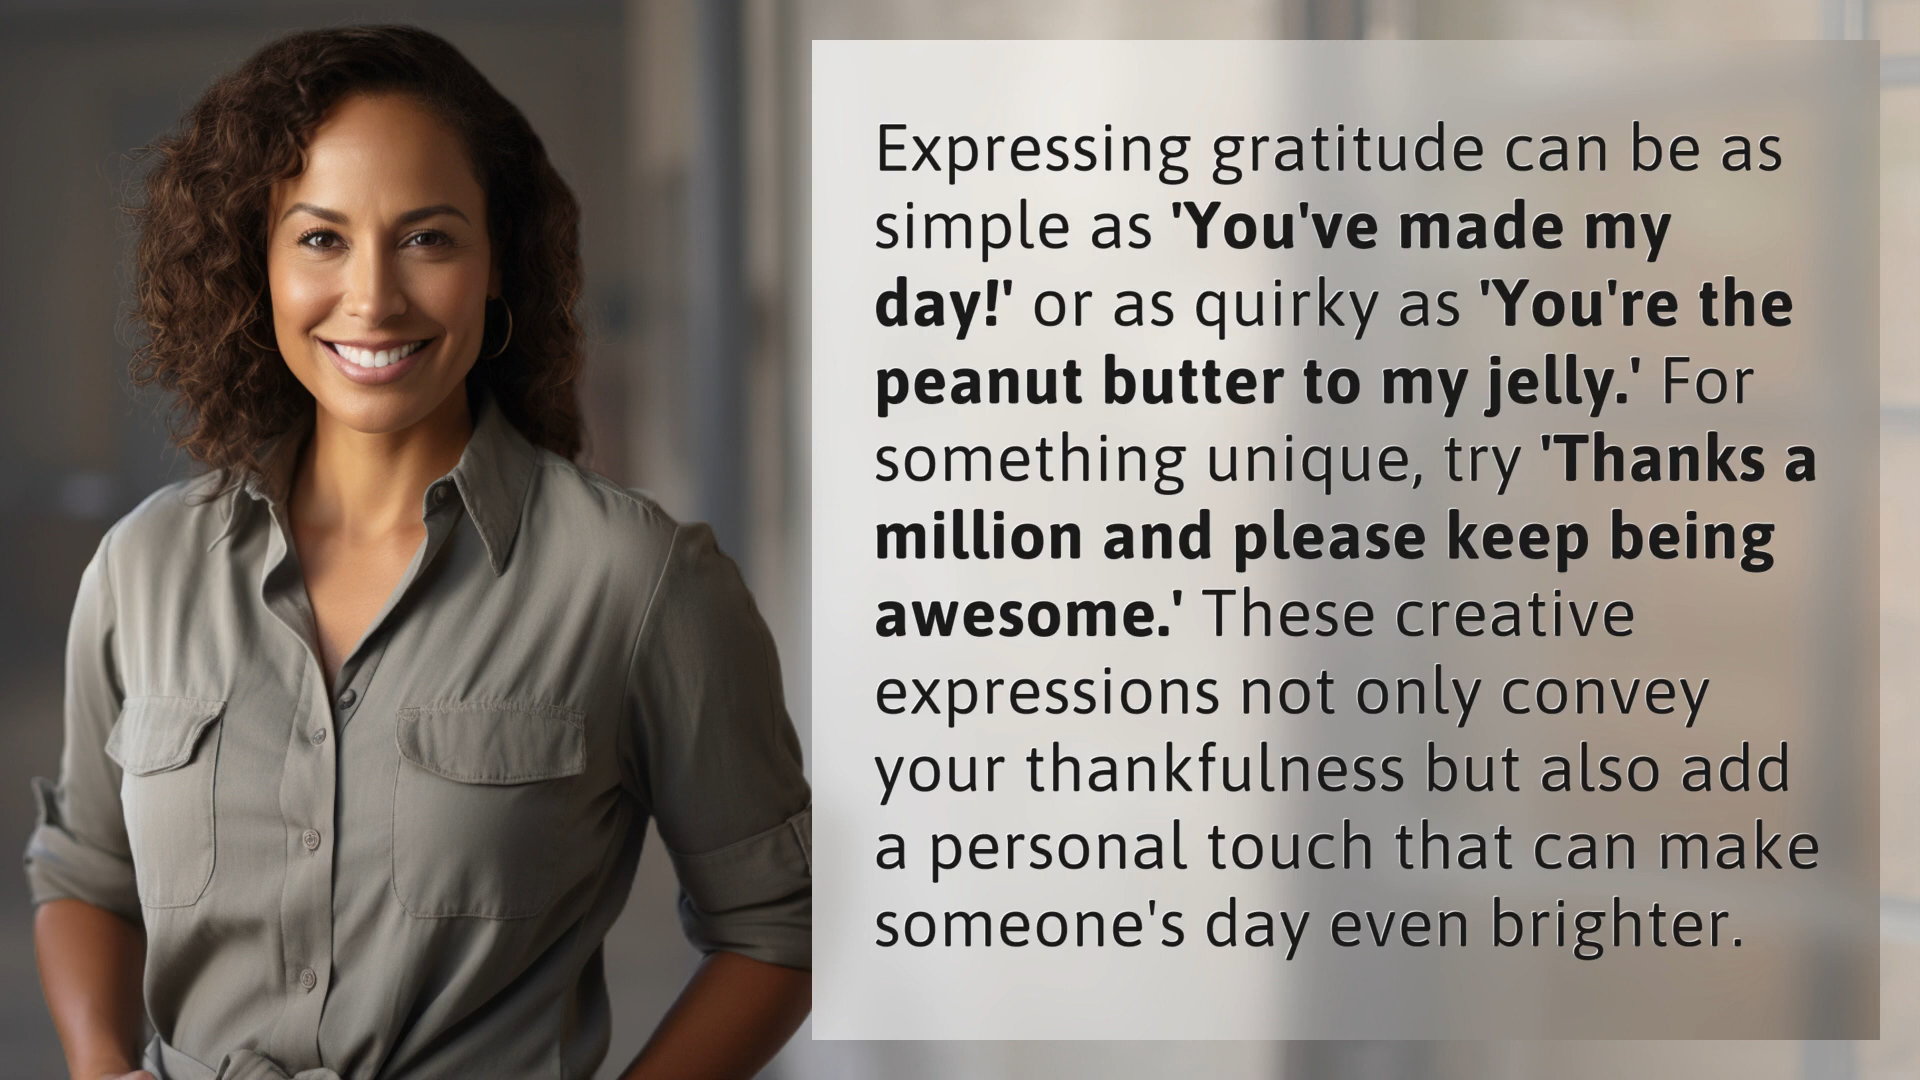 Expressing gratitude can be as
simple as 'You've made my
day!' or as quirky as 'You're the
peanut butter to my jelly.' For
something unique, try 'Thanks a
million and please keep being
awesome.' These creative
expressions not only convey
your thankfulness but also add
a personal touch that can make
someone's day even brighter.